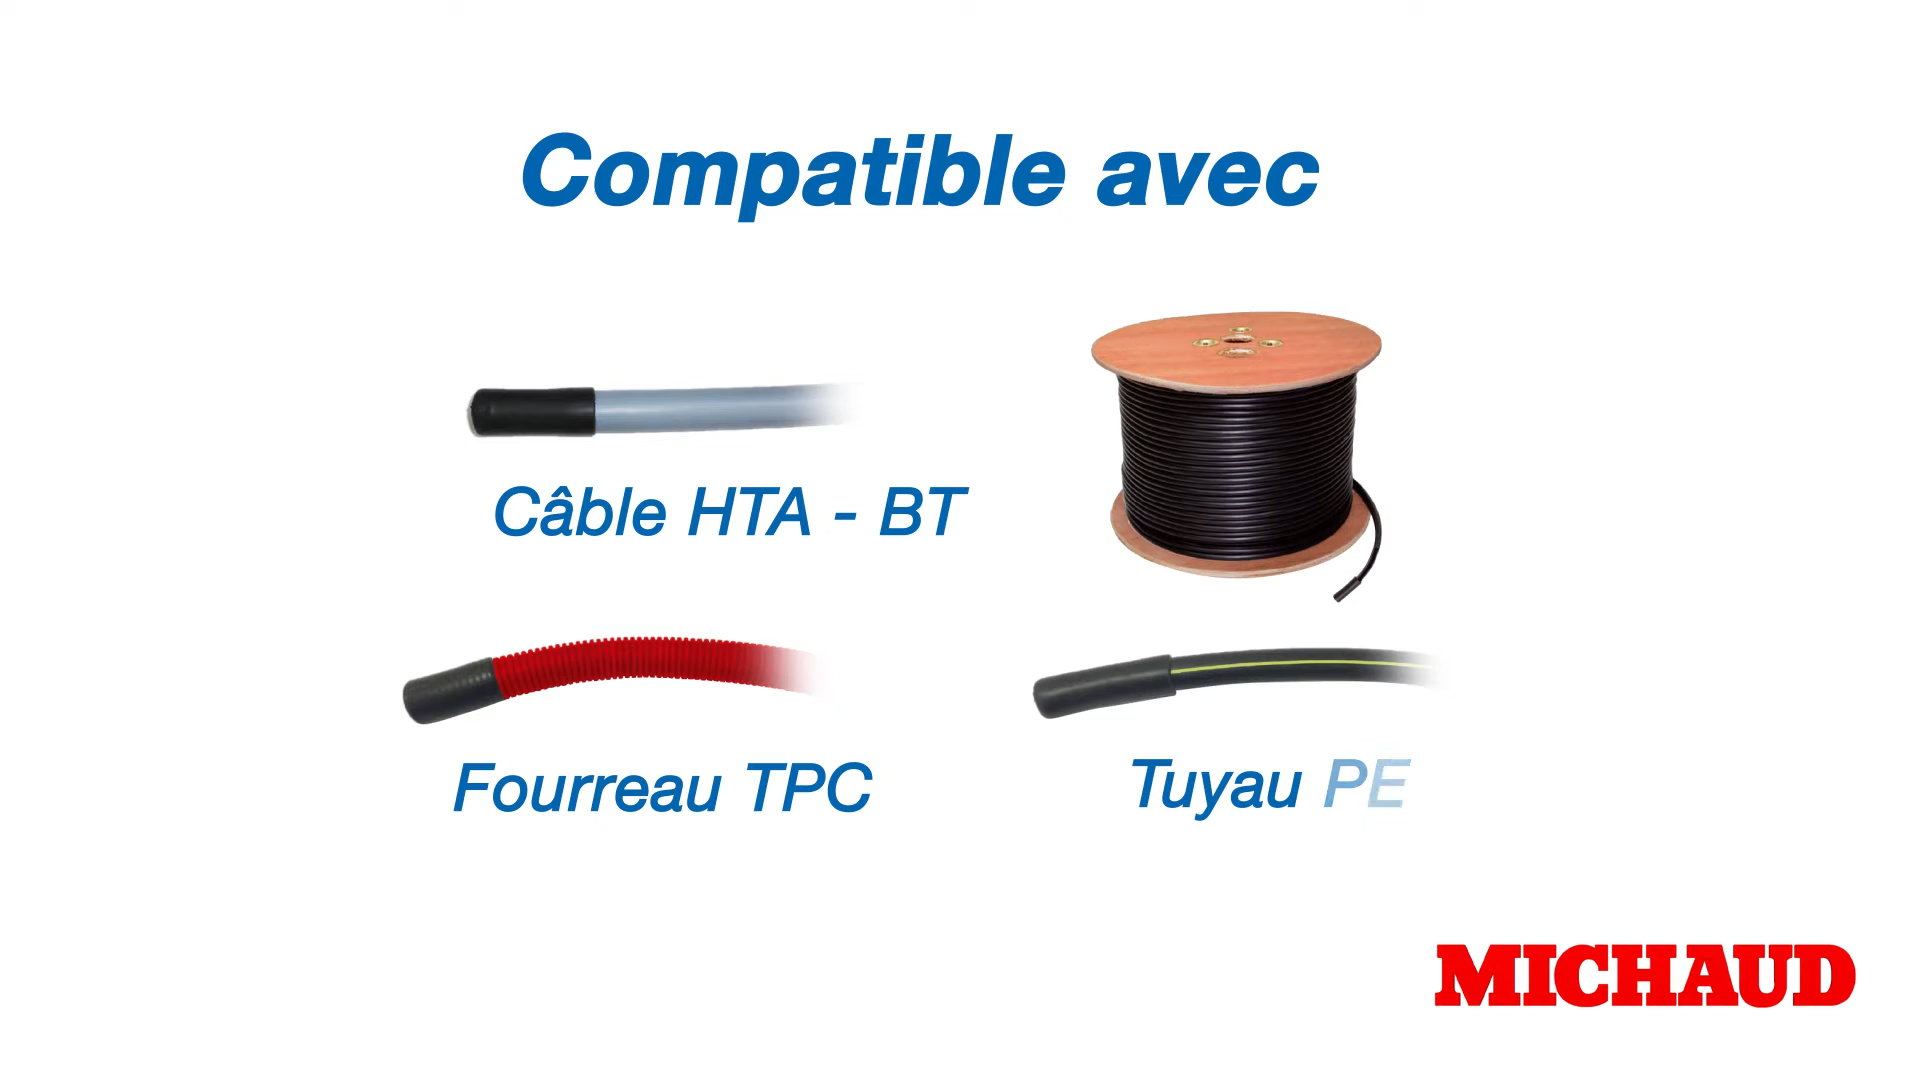 Compatible avec
Câble HTA - BT
Fourreau TPC
Tuyau PE
MICHAUD